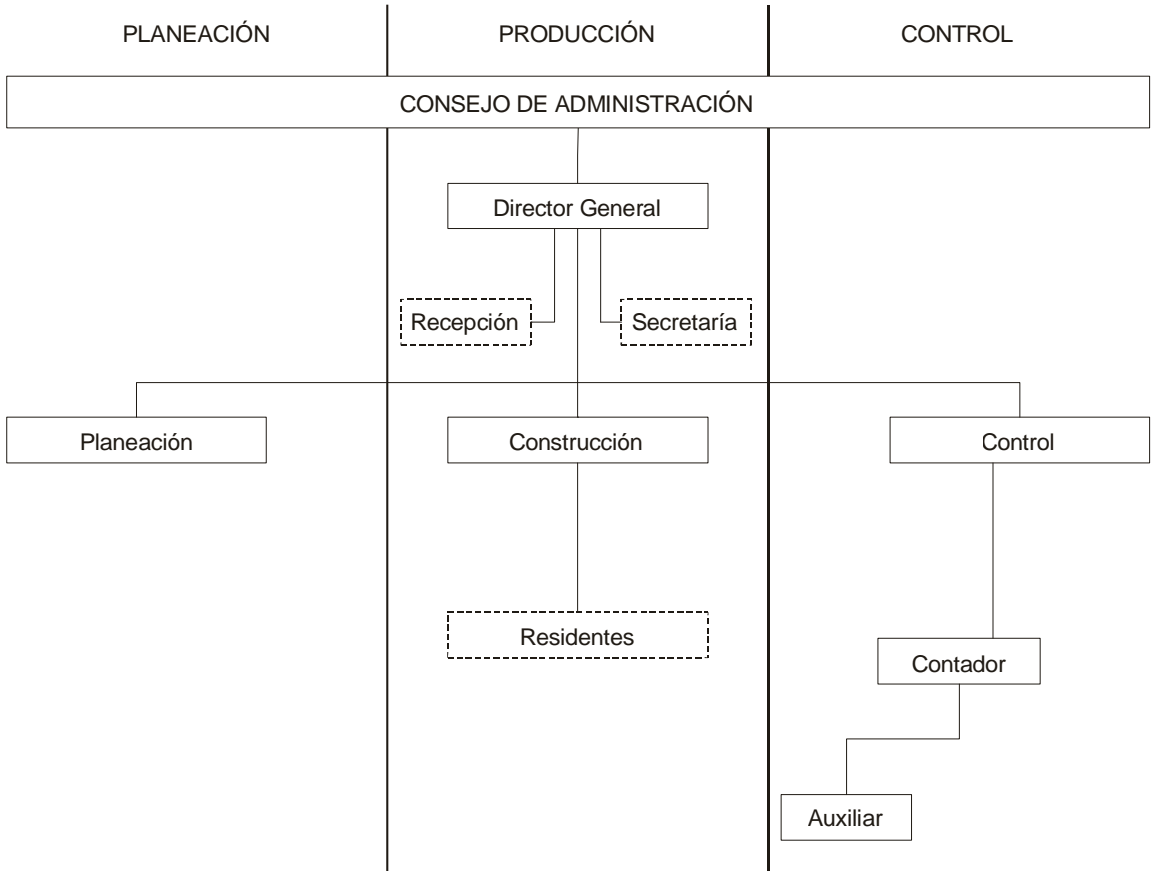 PLANEACIÓN
PRODUCCIÓN
CONTROL
CONSEJO DE ADMINISTRACIÓN
Director General
Recepción
Secretaría
Planeación
Construcción
Control
Residentes
Contador
Auxiliar